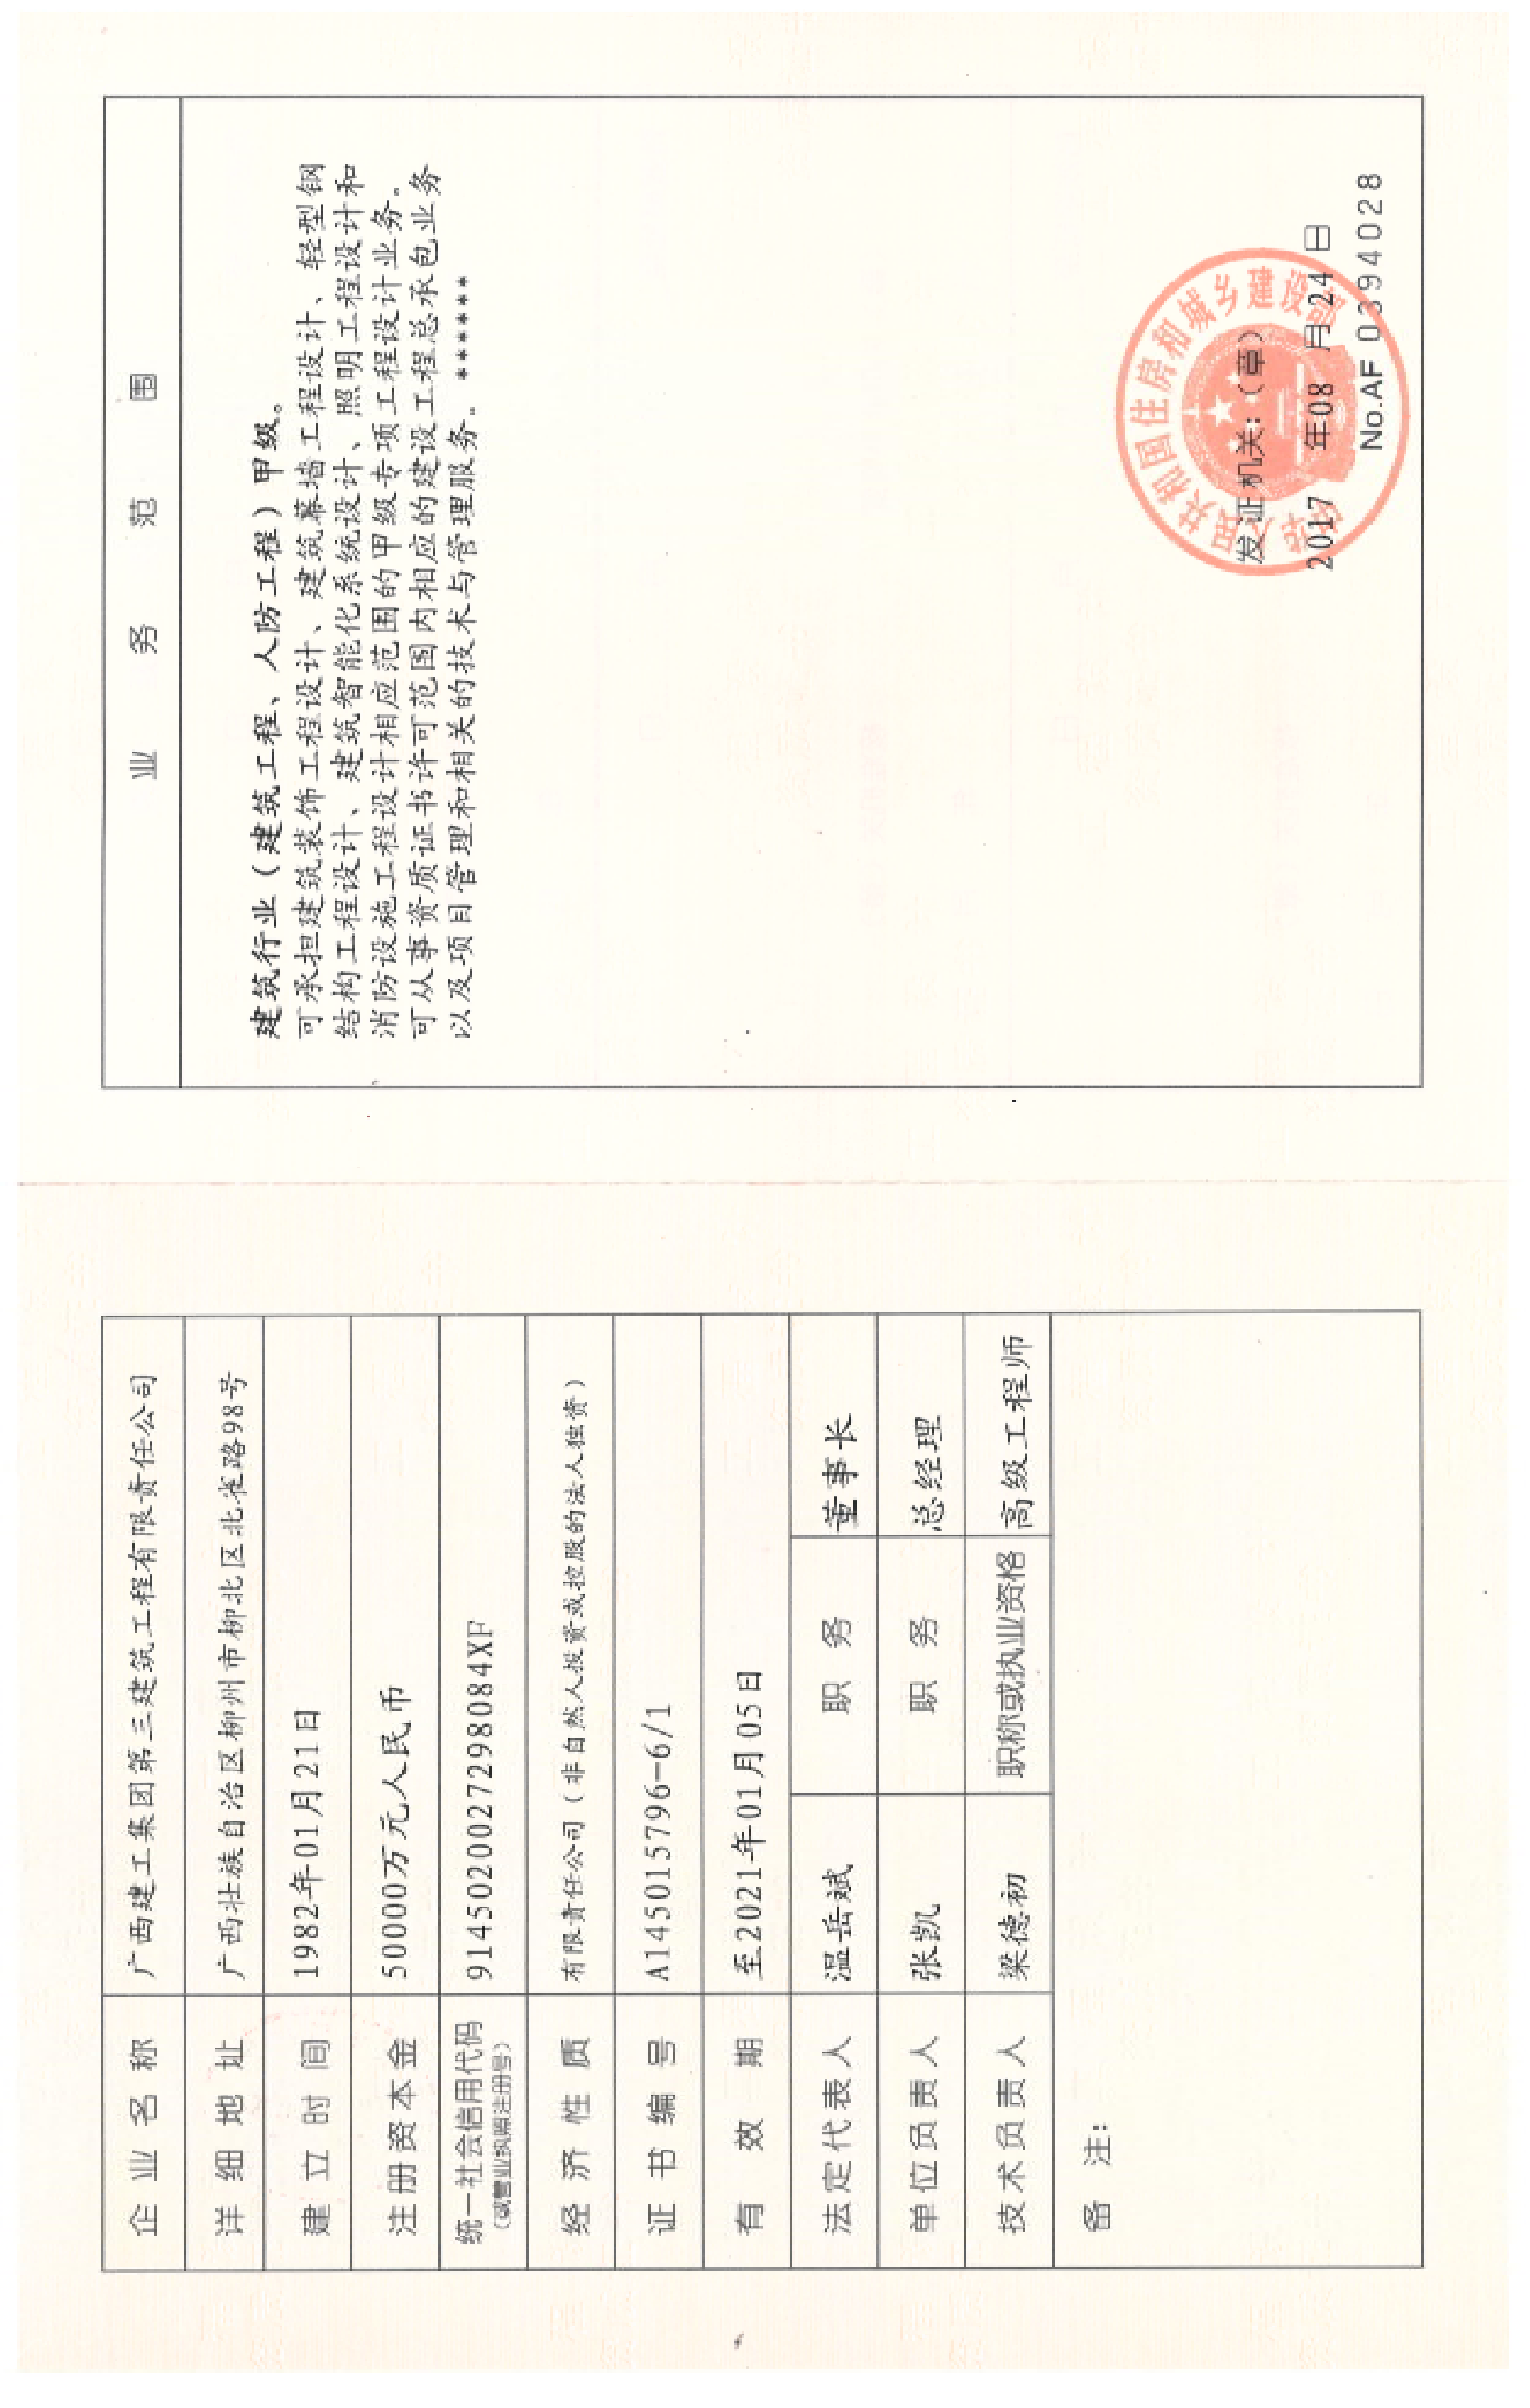 企业名称 广西建工集团第三建筑工程有限责任公司
详细地址 广西壮族自治区柳州市柳北区北雀路98号
建立时间 1982年01月21日
注册资本金 50000万元人民币
统一社会信用代码 9145020027298084XF
(或营业执照注册号)
经济性质 有限责任公司（非自然人投资或控股的法人独资）
证书编号 A145015796-6/1
有效期 至2021年01月05日
法定代表人 温岳斌 职务 董事长
单位负责人 张凯 职务 总经理
技术负责人 梁德初 职称或执业资格 高级工程师
备注:
业务范围
建筑行业（建筑工程、人防工程）甲级。
可承担建筑装饰工程设计、建筑幕墙工程设计、轻型钢
结构工程设计、建筑智能化系统设计、照明工程设计和
消防设施工程设计相应范围的甲级专项工程设计业务。
可从事资质证书许可范围内相应的建设工程总承包业务
以及项目管理和相关的技术与管理服务。*******
中华人民共和国住房和城乡建设部
发证机关:(章)
2017年08月24日
No.AF 0394028